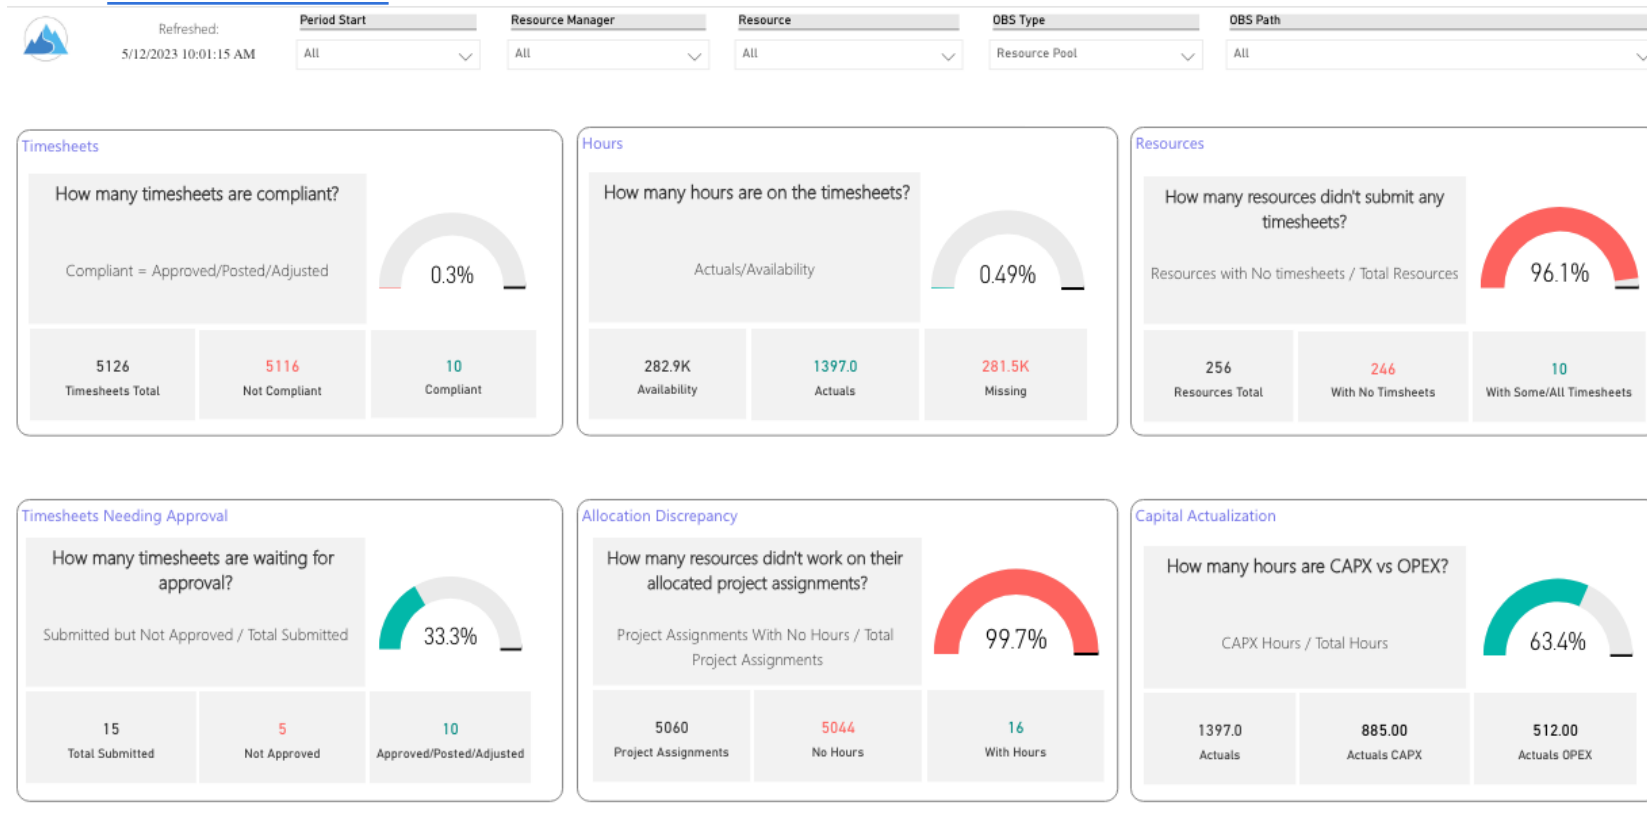 Refreshed:
5/12/2023 10:01:15 AM
Period Start
All
Resource Manager
All
Resource
All
OBS Type
Resource Pool
OBS Path
All
Timesheets
How many timesheets are compliant?
Compliant = Approved/Posted/Adjusted
0.3%
5126
Timesheets Total
5116
Not Compliant
10
Compliant
Hours
How many hours are on the timesheets?
Actuals/Availability
0.49%
282.9K
Availability
1397.0
Actuals
281.5K
Missing
Resources
How many resources didn't submit any
timesheets?
Resources with No timesheets / Total Resources
96.1%
256
Resources Total
246
With No Timsheets
10
With Some/All Timesheets
Timesheets Needing Approval
How many timesheets are waiting for
approval?
Submitted but Not Approved / Total Submitted
33.3%
15
Total Submitted
5
Not Approved
10
Approved/Posted/Adjusted
Allocation Discrepancy
How many resources didn't work on their
allocated project assignments?
Project Assignments With No Hours / Total
Project Assignments
99.7%
5060
Project Assignments
5044
No Hours
16
With Hours
Capital Actualization
How many hours are CAPX vs OPEX?
CAPX Hours / Total Hours
63.4%
1397.0
Actuals
885.00
Actuals CAPX
512.00
Actuals OPEX